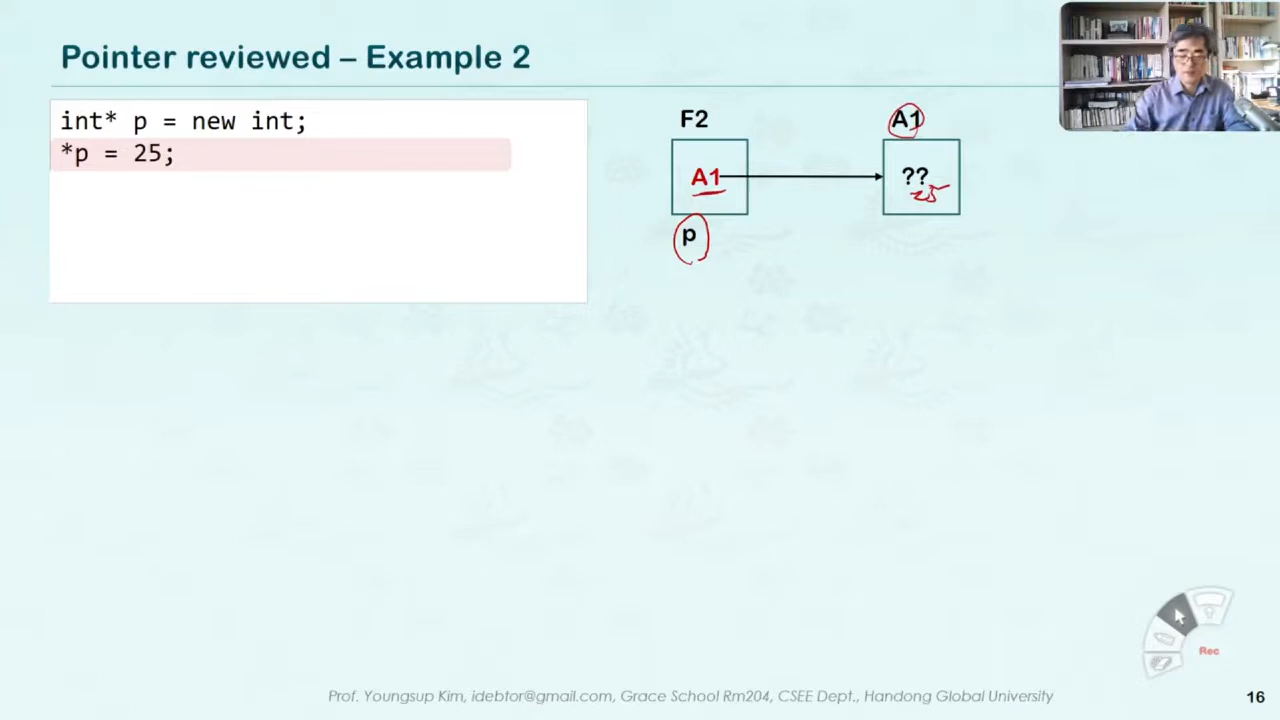 Pointer reviewed – Example 2
int* p = new int;
*p = 25;
F2
A1
A1
??
25
p
Rec
Prof. Youngsup Kim, idebtor@gmail.com, Grace School Rm204, CSEE Dept., Handong Global University
16